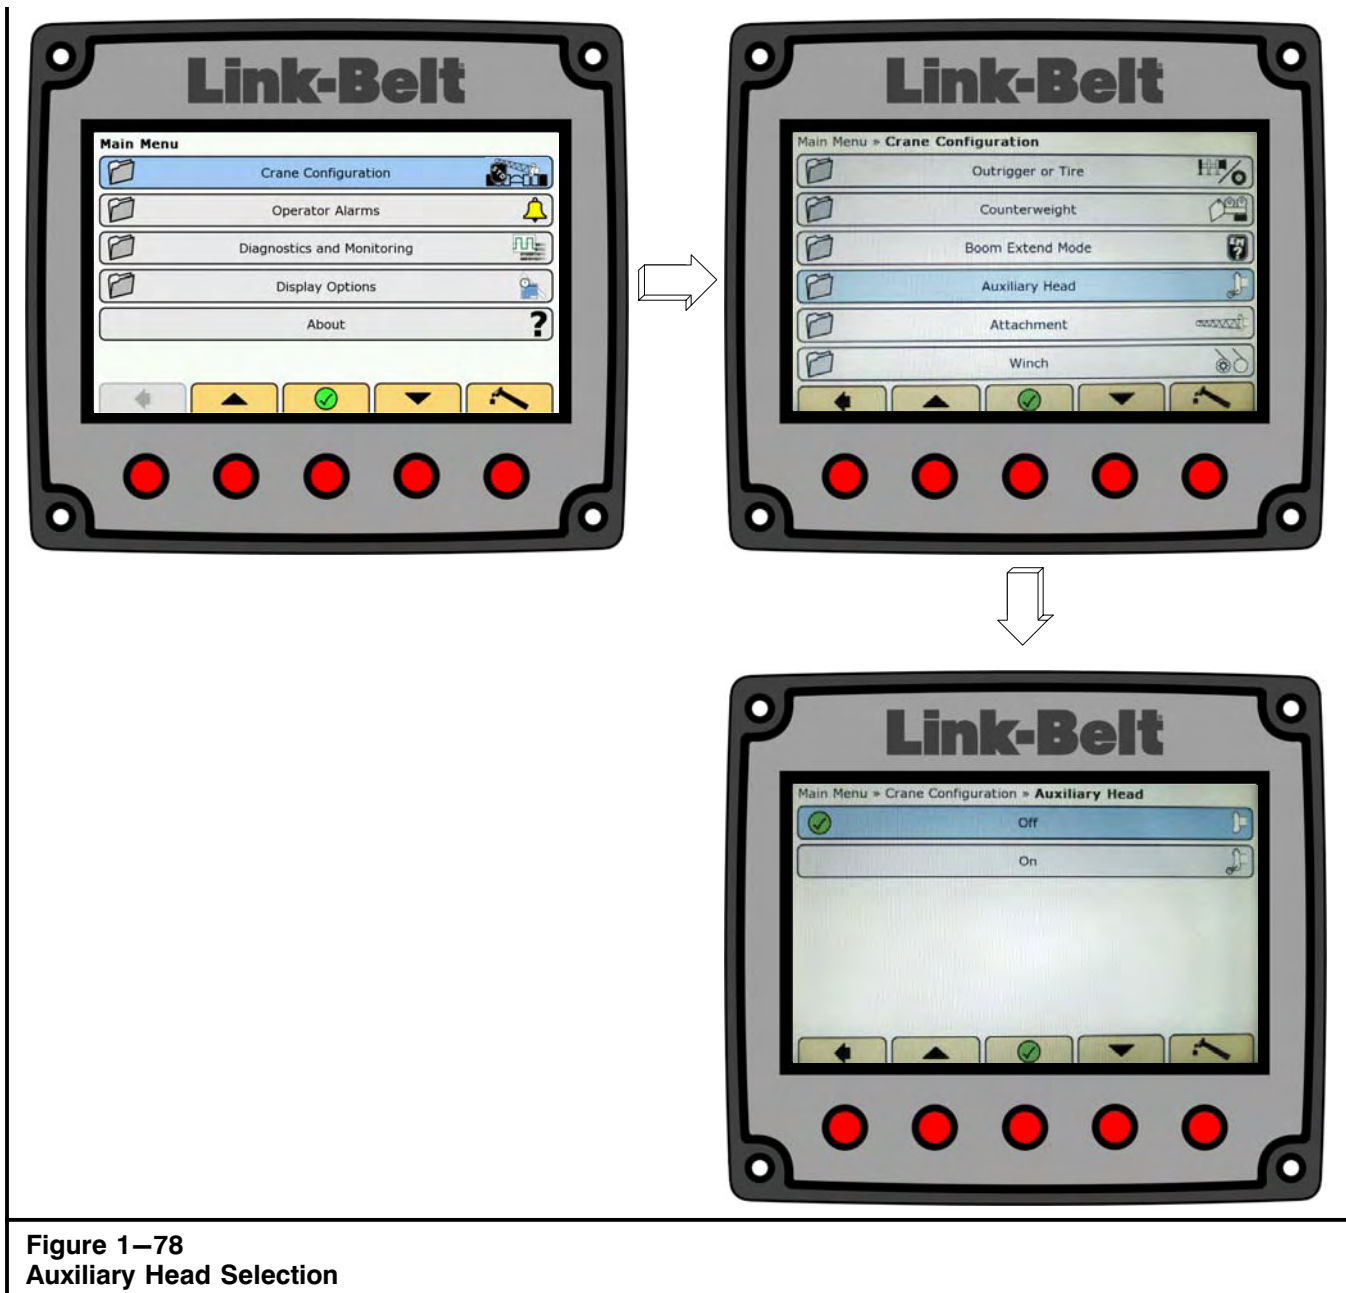 Link-Belt
Main Menu
Crane Configuration
Operator Alarms
Diagnostics and Monitoring
Display Options
About
?
Link-Belt
Main Menu » Crane Configuration
Outrigger or Tire
Counterweight
Boom Extend Mode
Auxiliary Head
Attachment
Winch
Link-Belt
Main Menu » Crane Configuration » Auxiliary Head
Off
On
Figure 1–78
Auxiliary Head Selection